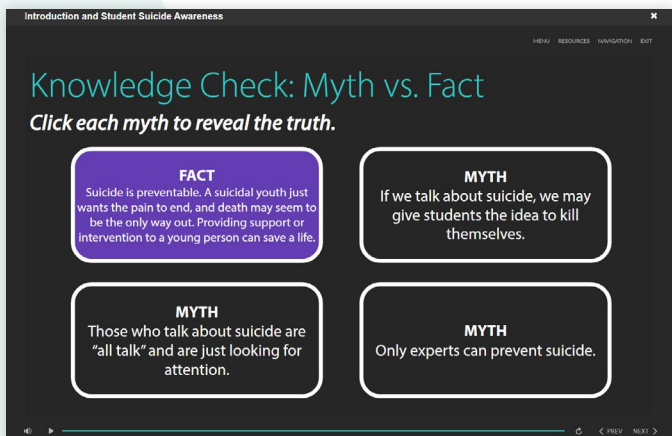 Introduction and Student Suicide Awareness
MENU RESOURCES NAVIGATION EXIT
Knowledge Check: Myth vs. Fact
Click each myth to reveal the truth.
FACT
Suicide is preventable. A suicidal youth just
wants the pain to end, and death may seem to
be the only way out. Providing support or
intervention to a young person can save a life.
MYTH
If we talk about suicide, we may
give students the idea to kill
themselves.
MYTH
Those who talk about suicide are
“all talk” and are just looking for
attention.
MYTH
Only experts can prevent suicide.
PREV NEXT